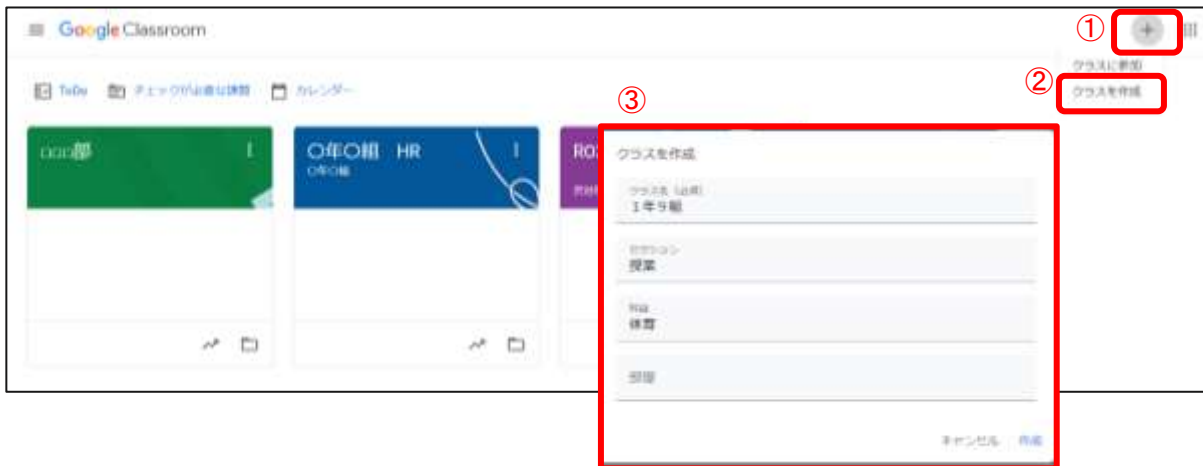 Google Classroom
①
クラスに参加
②
クラスを作成
ToDo
チェックが必要な課題
カレンダー
③
□□□部
〇年〇組 HR
〇年〇組
クラスを作成
クラス名（必須）
１年９組
セクション
授業
科目
体育
部屋
キャンセル
作成